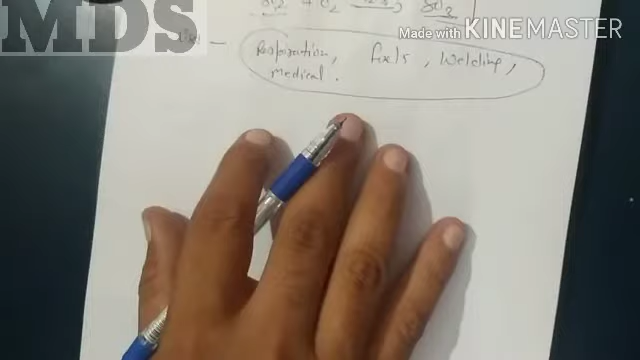 MDS
Made with KINEMASTER
SO2 + O2 SO3
Respiration, fuels, Welding,
medical.